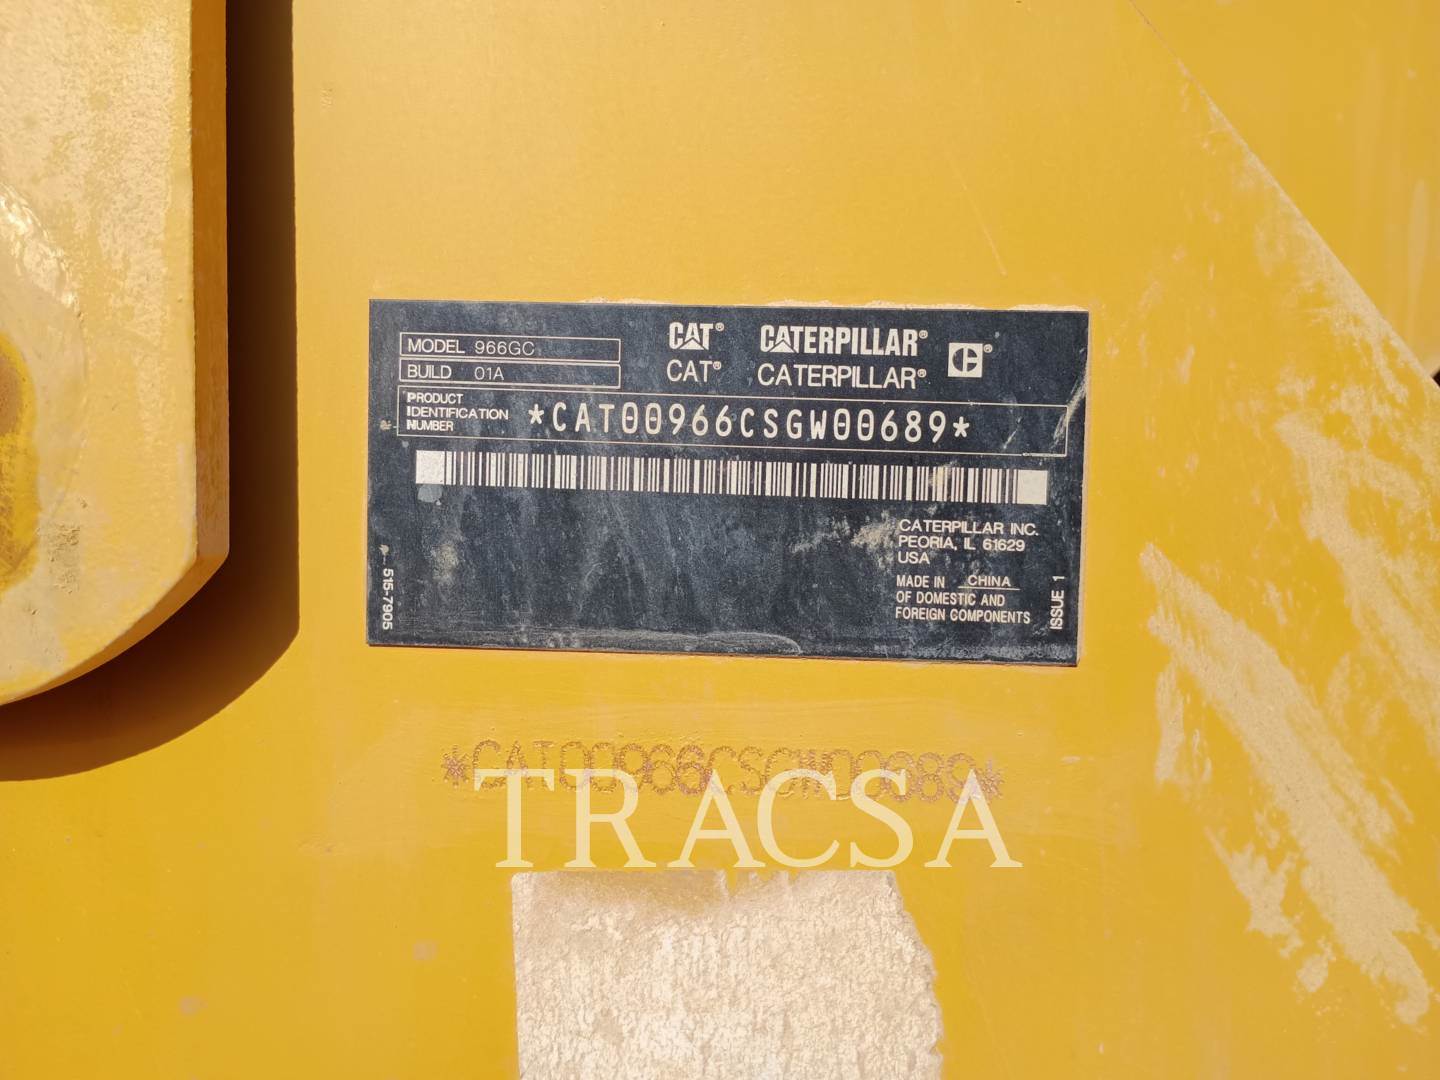 MODEL 966GC
BUILD 01A
CAT® CATERPILLAR® C®
CAT® CATERPILLAR®
PRODUCT
IDENTIFICATION
NUMBER
*CAT00966CSGW00689*
CATERPILLAR INC.
PEORIA, IL 61629
USA
MADE IN CHINA
OF DOMESTIC AND
FOREIGN COMPONENTS
515-7905
ISSUE 1
*CAT00966CSGW00689*
TRACSA